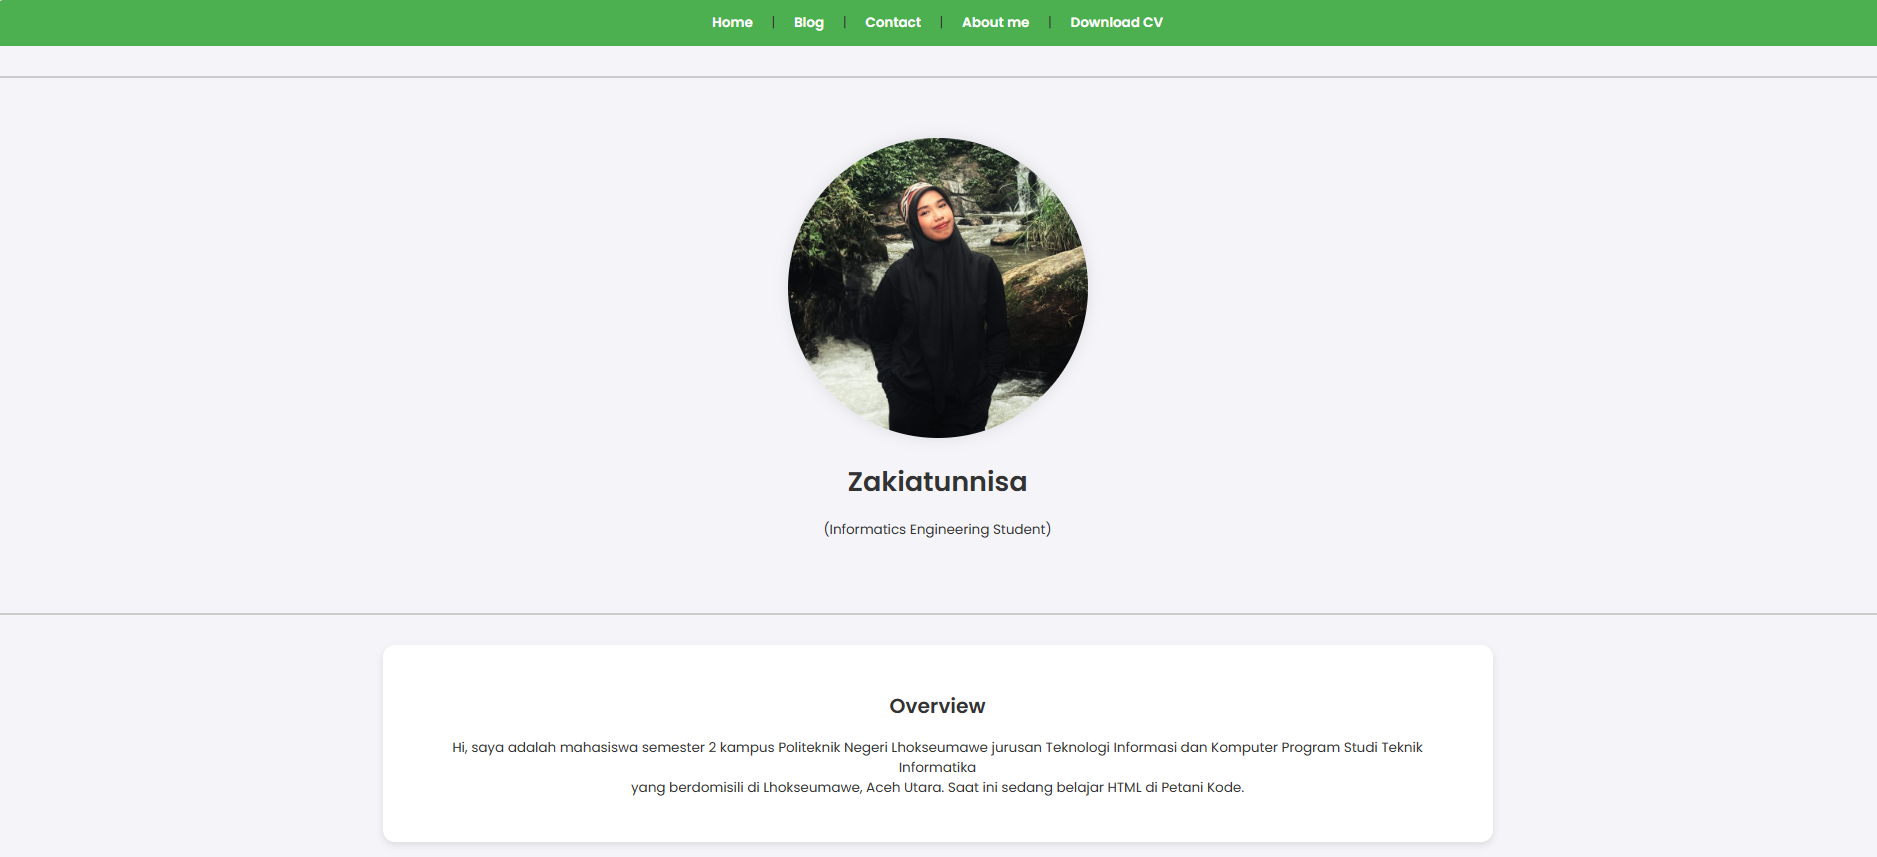 Home | Blog | Contact | About me | Download CV
Zakiatunnisa
(Informatics Engineering Student)
Overview
Hi, saya adalah mahasiswa semester 2 kampus Politeknik Negeri Lhokseumawe jurusan Teknologi Informasi dan Komputer Program Studi Teknik
Informatika
yang berdomisili di Lhokseumawe, Aceh Utara. Saat ini sedang belajar HTML di Petani Kode.